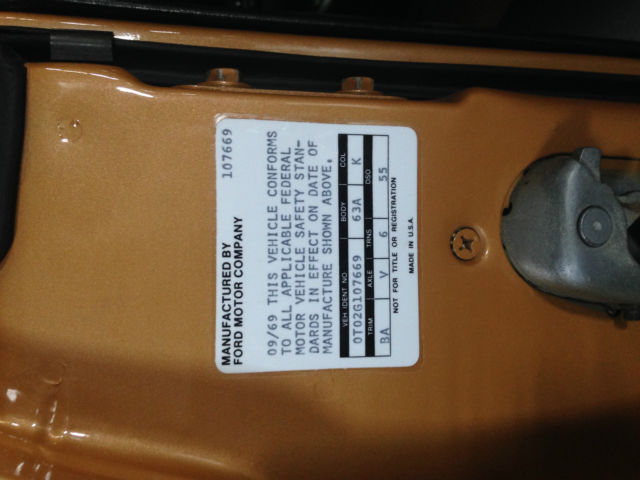 MANUFACTURED BY
FORD MOTOR COMPANY 107669
09/69 THIS VEHICLE CONFORMS
TO ALL APPLICABLE FEDERAL
MOTOR VEHICLE SAFETY STAN-
DARDS IN EFFECT ON DATE OF
MANUFACTURE SHOWN ABOVE.
VEH IDENT NO BODY COL
0T02G107669 63A K
TRIM AXLE TRNS DSO
BA V 6 55
NOT FOR TITLE OR REGISTRATION
MADE IN U.S.A.